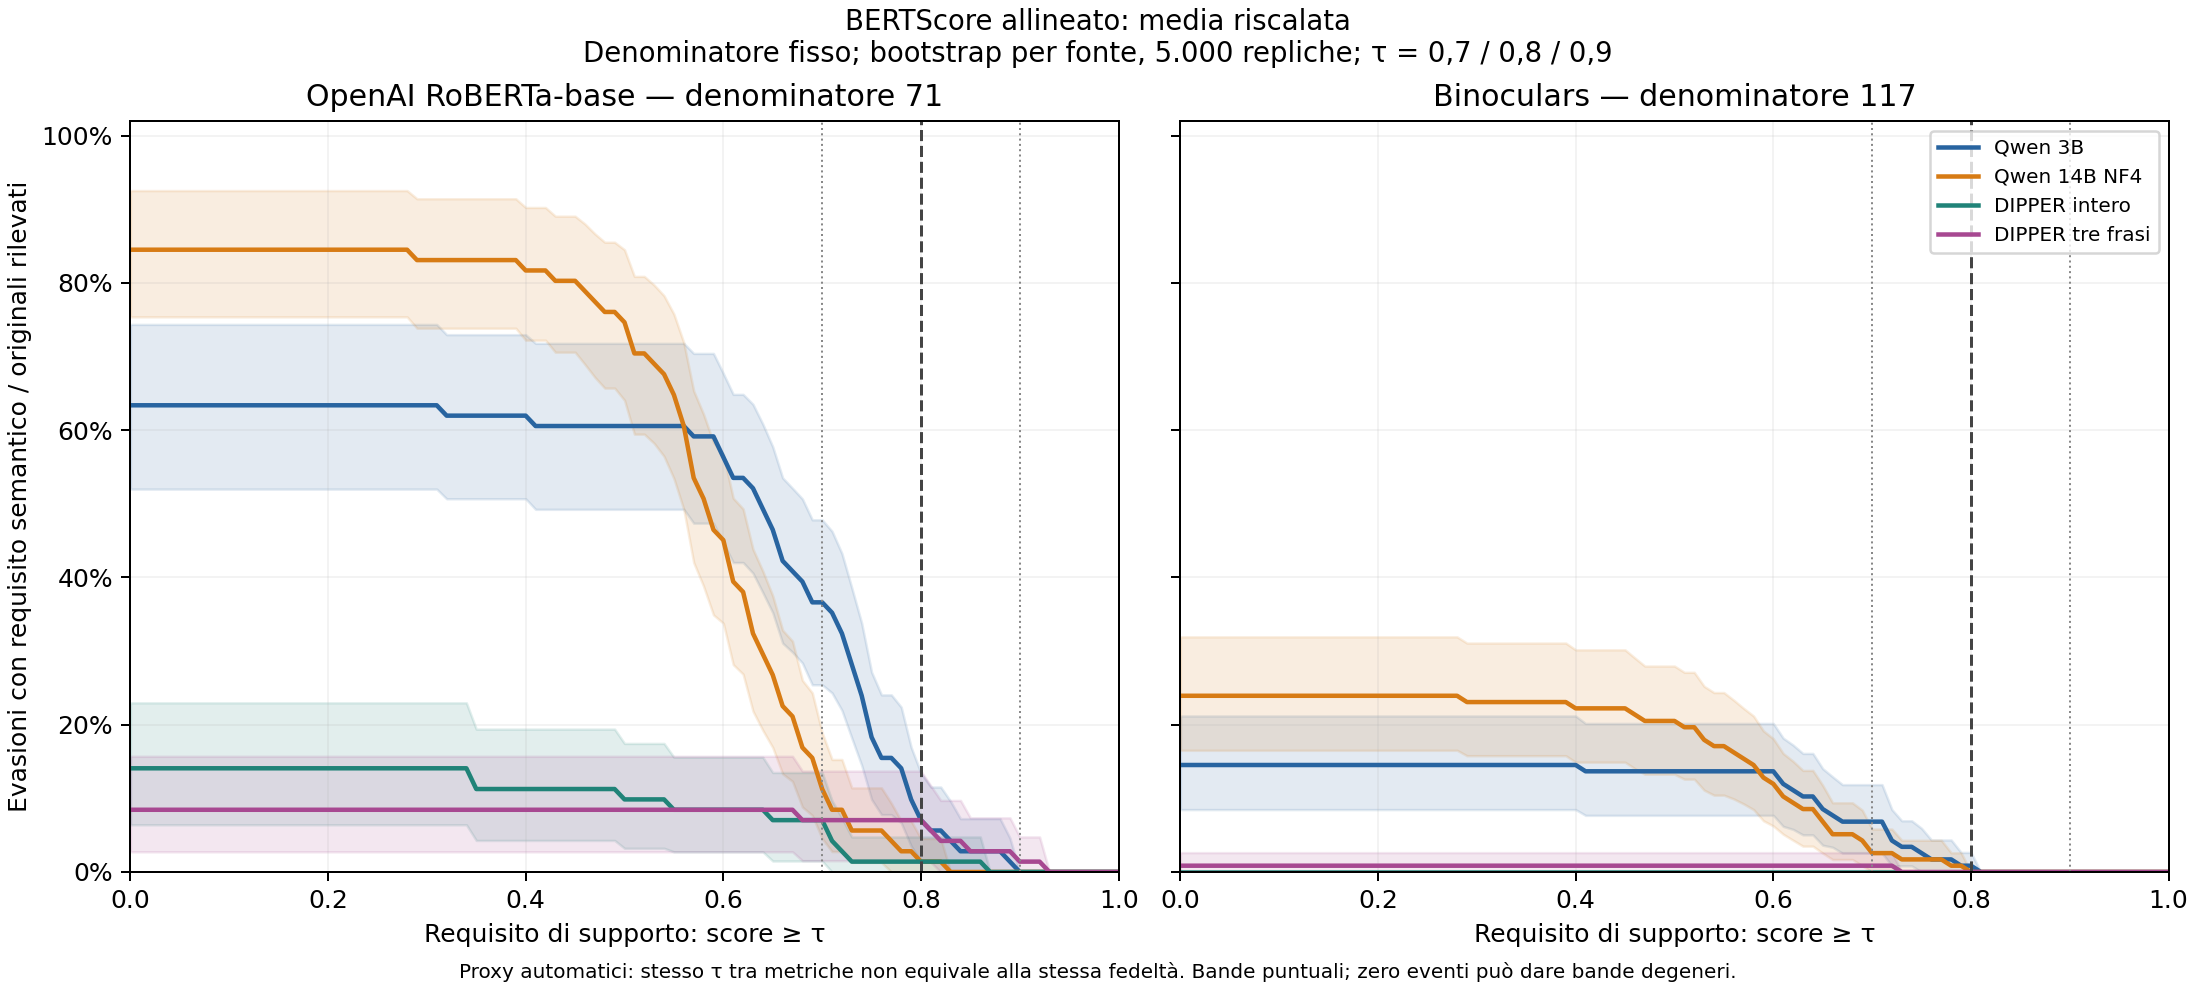 BERTScore allineato: media riscalata
Denominatore fisso; bootstrap per fonte, 5.000 repliche; τ = 0,7 / 0,8 / 0,9
OpenAI RoBERTa-base — denominatore 71
Binoculars — denominatore 117
Evasioni con requisito semantico / originali rilevati
100%
80%
60%
40%
20%
0%
Qwen 3B
Qwen 14B NF4
DIPPER intero
DIPPER tre frasi
0.0 0.2 0.4 0.6 0.8 1.0
0.0 0.2 0.4 0.6 0.8 1.0
Requisito di supporto: score ≥ τ
Requisito di supporto: score ≥ τ
Proxy automatici: stesso τ tra metriche non equivale alla stessa fedeltà. Bande puntuali; zero eventi può dare bande degeneri.